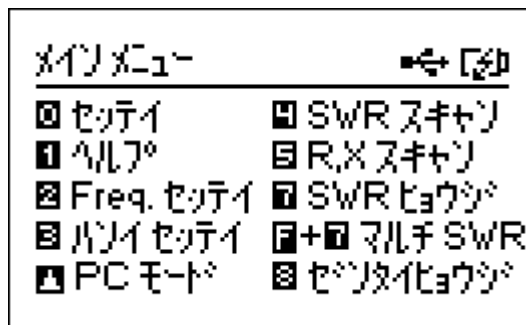 メインメニュー
0 セッテイ
1 ヘルプ
2 Freq. セッテイ
3 ハンイ セッテイ
PC モード
4 SWR スキャン
5 R,X スキャン
7 SWR ヒョウジ
F+7 マルチ SWR
8 ゼンタイヒョウジ